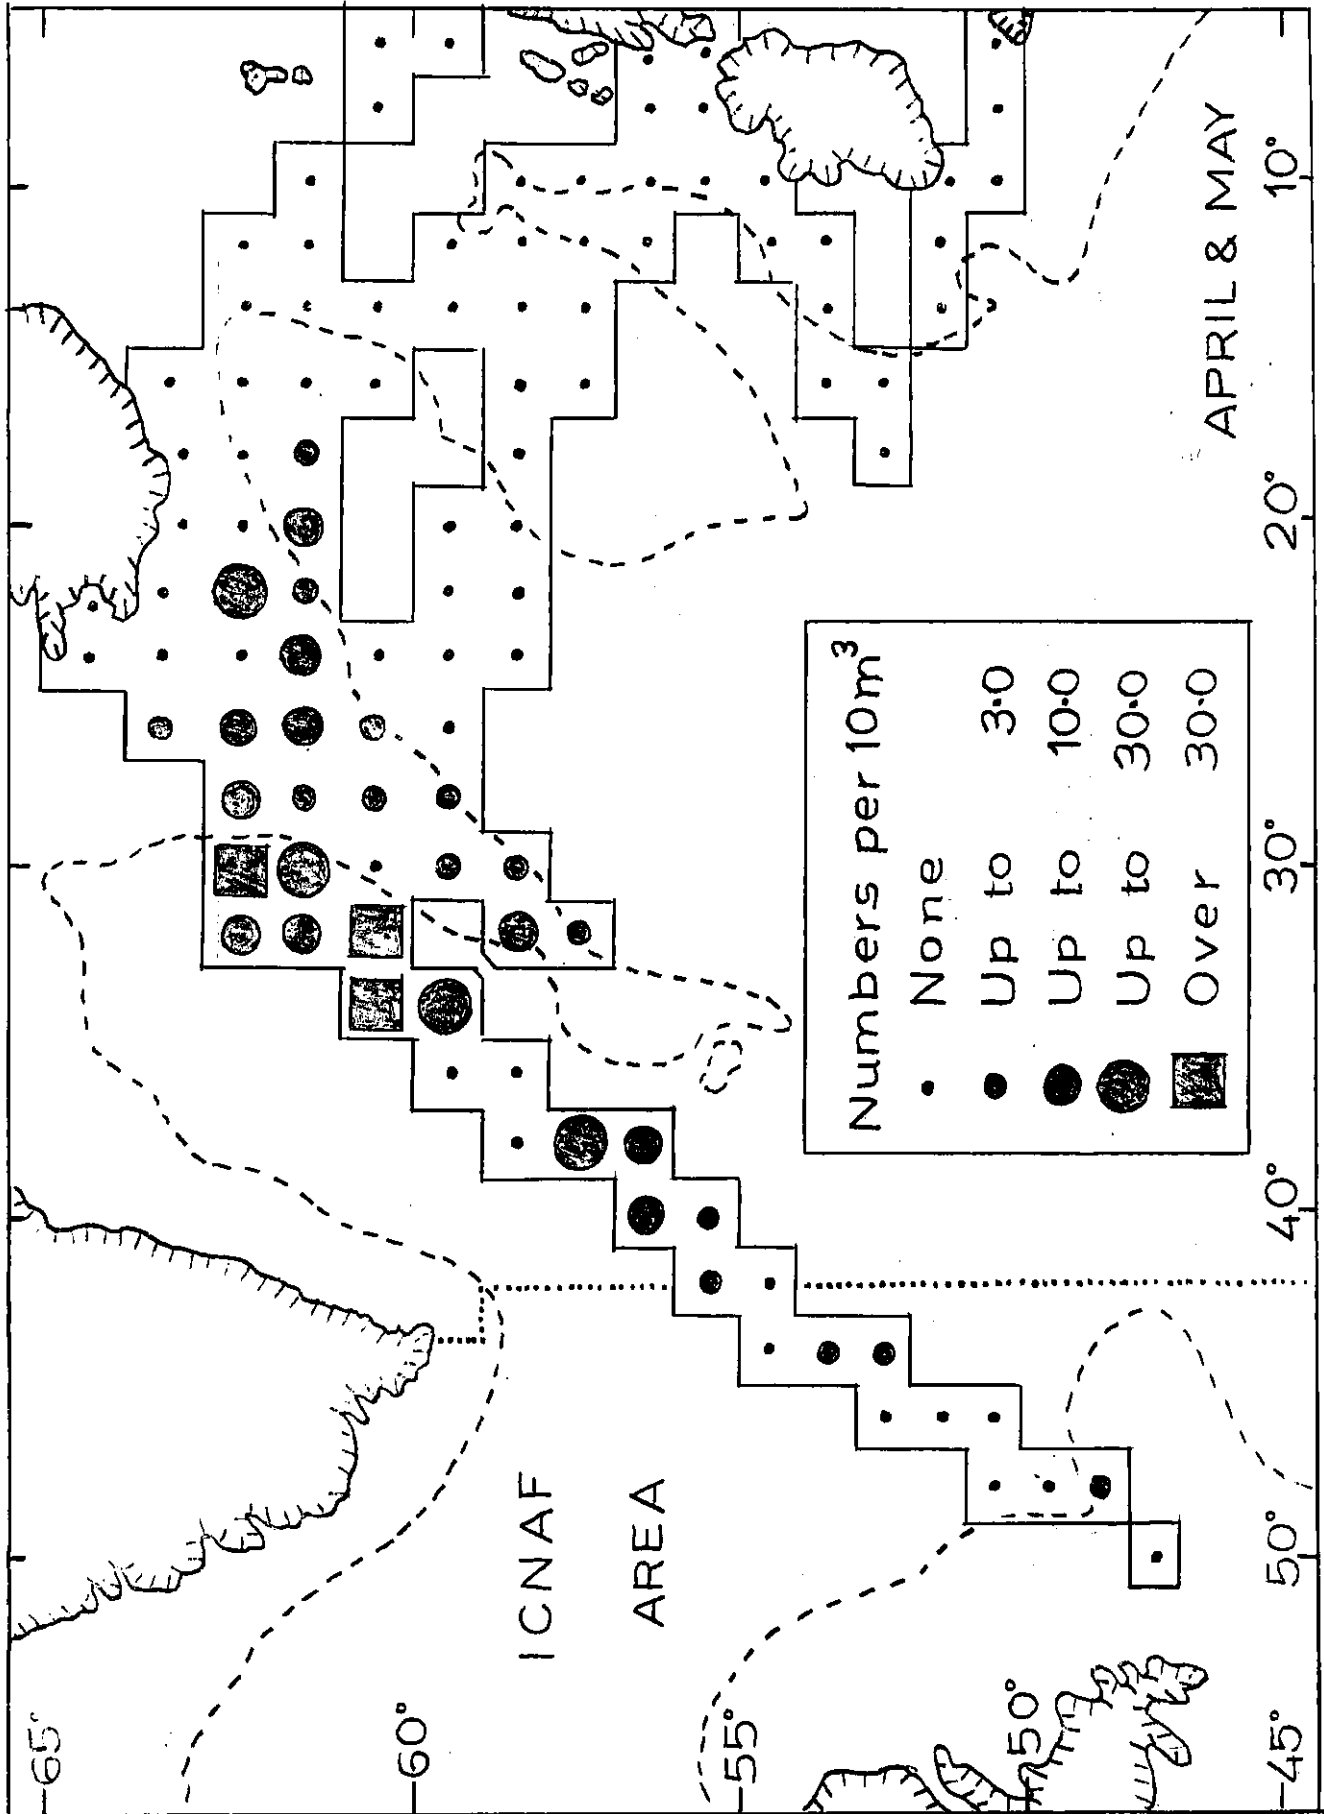 65°
60°
55°
50°
45°
ICNAF
AREA
Numbers per 10m³
None
Up to 3·0
Up to 10·0
Up to 30·0
Over 30·0
APRIL & MAY
50°
40°
30°
20°
10°